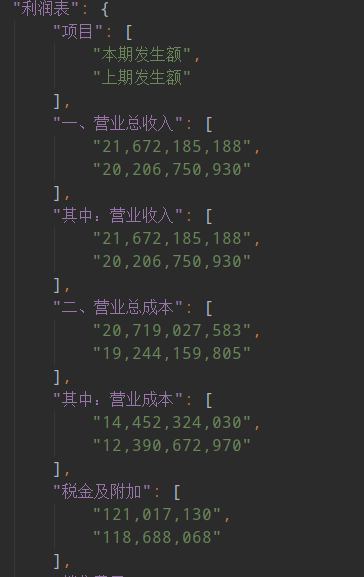 "利润表": {
"项目": [
"本期发生额",
"上期发生额"
],
"一、营业总收入": [
"21,672,185,188",
"20,206,750,930"
],
"其中：营业收入": [
"21,672,185,188",
"20,206,750,930"
],
"二、营业总成本": [
"20,719,027,583",
"19,244,159,805"
],
"其中：营业成本": [
"14,452,324,030",
"12,390,672,970"
],
"税金及附加": [
"121,017,130",
"118,688,068"
],